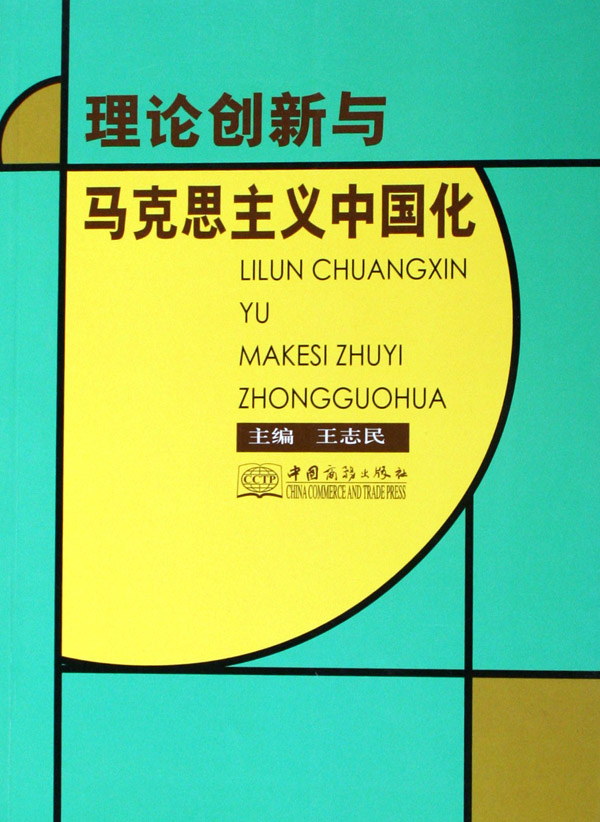 理论创新与
马克思主义中国化
LILUN CHUANGXIN
YU
MAKESI ZHUYI
ZHONGGUOHUA
主编 王志民
CCTP
中国商务出版社
CHINA COMMERCE AND TRADE PRESS